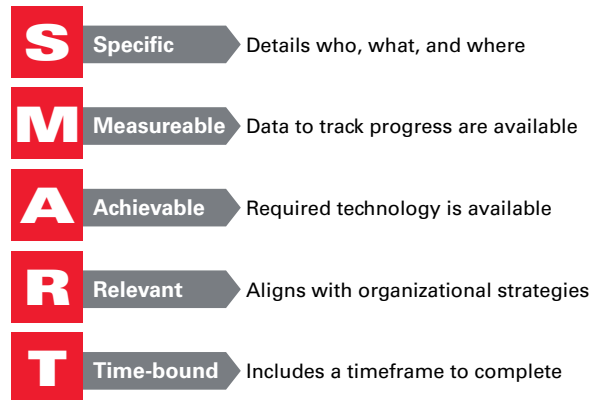 S Specific Details who, what, and where
M Measureable Data to track progress are available
A Achievable Required technology is available
R Relevant Aligns with organizational strategies
T Time-bound Includes a timeframe to complete